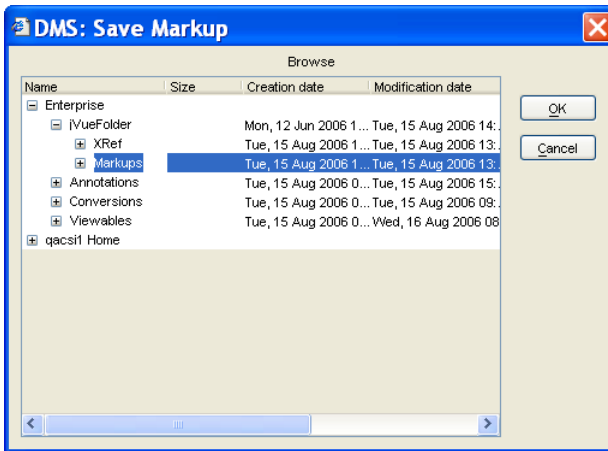 DMS: Save Markup
Browse
Name Size Creation date Modification date
Enterprise
jVueFolder Mon, 12 Jun 2006 1... Tue, 15 Aug 2006 14:.
XRef Tue, 15 Aug 2006 1... Tue, 15 Aug 2006 13:.
Markups Tue, 15 Aug 2006 1... Tue, 15 Aug 2006 13:.
Annotations Tue, 15 Aug 2006 0... Tue, 15 Aug 2006 15:.
Conversions Tue, 15 Aug 2006 0... Tue, 15 Aug 2006 09:.
Viewables Tue, 15 Aug 2006 0... Wed, 16 Aug 2006 08
qacsi1 Home
OK
Cancel